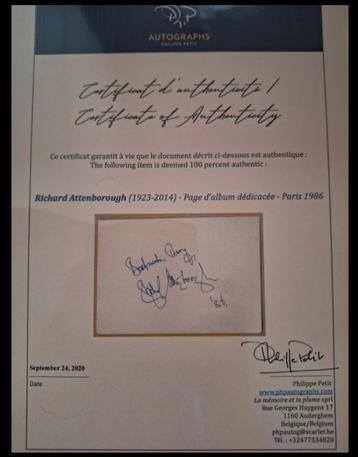 AUTOGRAPHS
PHILIPPE PETIT
Certificat d'authenticité /
Certificate of Authenticity
Ce certificat garantit à vie que le document décrit ci-dessous est authentique :
The following item is deemed 100 percent authentic :
Richard Attenborough (1923-2014) - Page d'album dédicacée - Paris 1986
September 24, 2020
Date
Philippe Petit
www.phpautographs.com
La mémoire et la plume sprl
Rue Georges Huygens 17
1160 Auderghem
Belgique/Belgium
phpautog@scarlet.be
Tél. : +32477534828